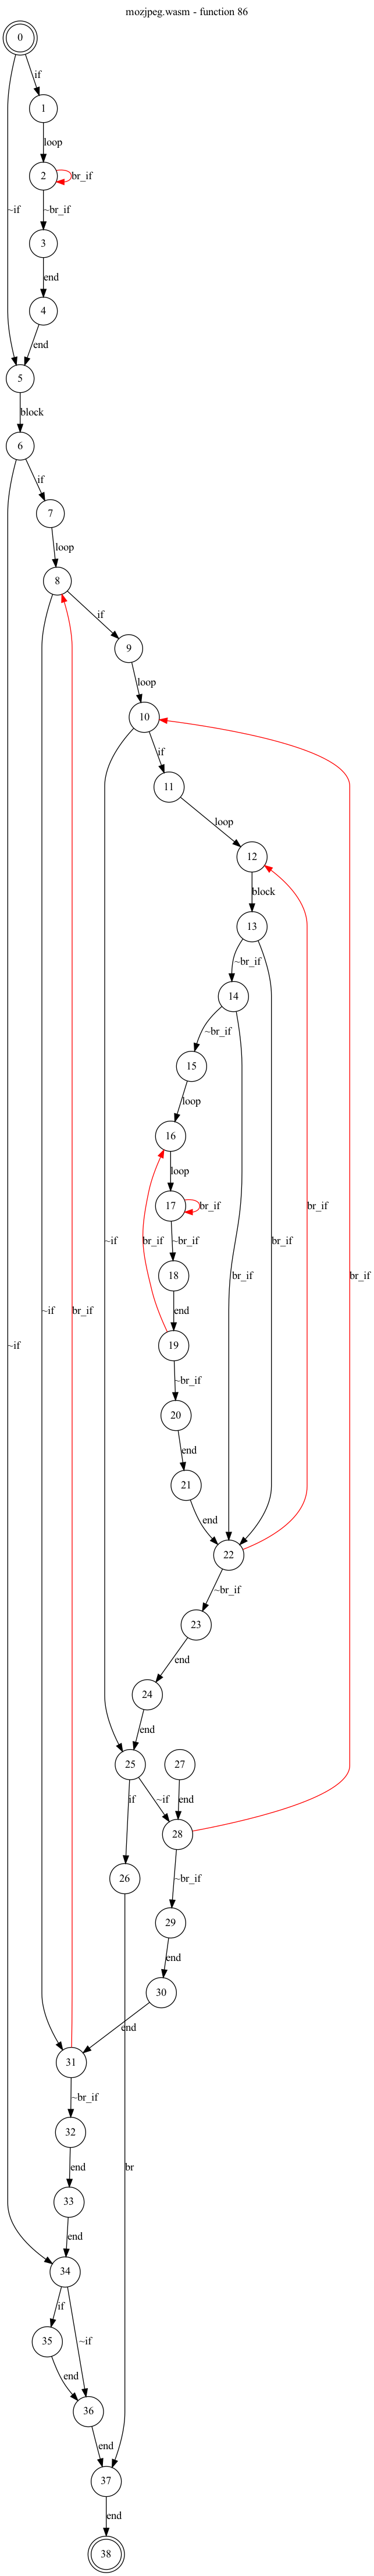 mozjpeg.wasm - function 86
0
if
1
loop
2
br_if
~if
~br_if
3
end
4
end
5
block
6
if
7
loop
8
if
9
loop
10
if
11
loop
12
block
13
~br_if
14
~br_if
15
loop
16
loop
17
br_if
~if
br_if
~br_if
18
br_if
br_if
br_if
br_if
~if
~if
end
19
~br_if
20
end
21
end
22
~br_if
23
end
24
end
25
27
if
~if
end
26
28
~br_if
29
end
30
end
31
~br_if
32
end
br
33
end
34
if
~if
35
end
36
end
37
end
38